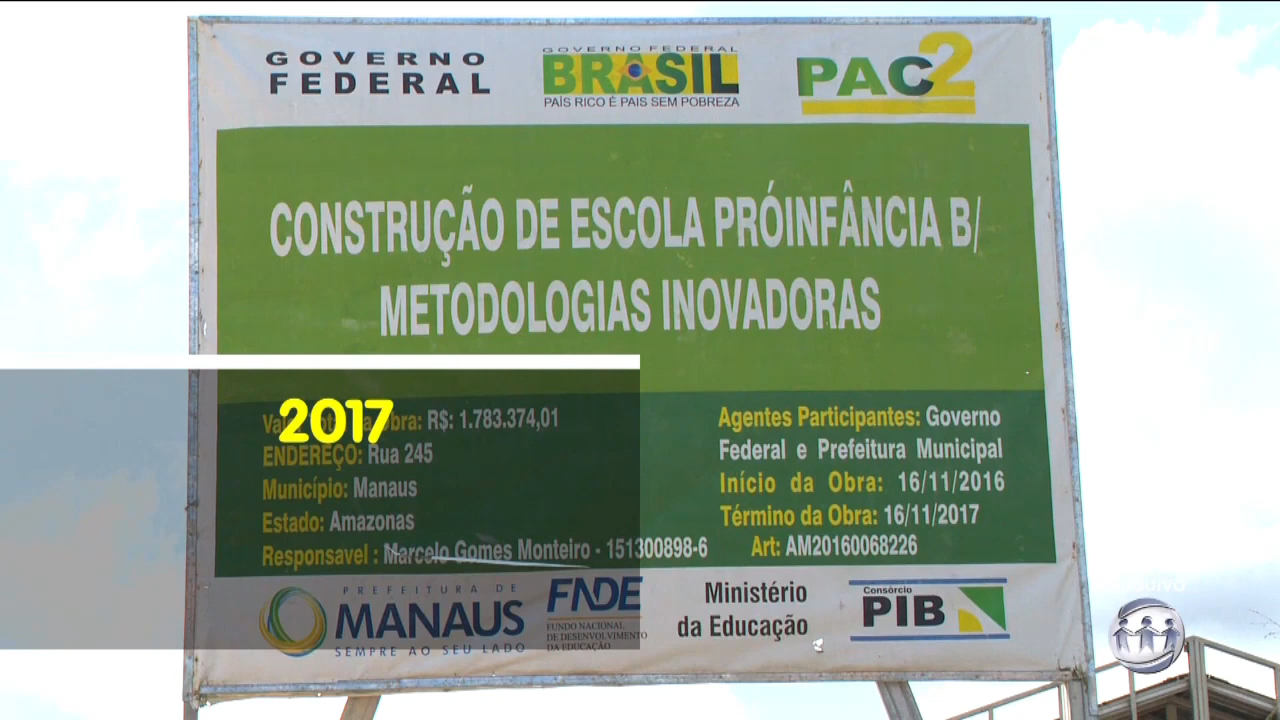 GOVERNO
FEDERAL
GOVERNO FEDERAL
BRASIL
PAÍS RICO É PAIS SEM POBREZA
PAC2
CONSTRUÇÃO DE ESCOLA PRÓINFÂNCIA B/
METODOLOGIAS INOVADORAS
2017
bra: R$: 1.783.374,01
ENDEREÇO: Rua 245
Município: Manaus
Estado: Amazonas
Responsavel : Marcelo Gomes Monteiro - 151300898-6
Agentes Participantes: Governo
Federal e Prefeitura Municipal
Início da Obra: 16/11/2016
Término da Obra: 16/11/2017
Art: AM20160068226
PREFEITURA DE
MANAUS
SEMPRE AO SEU LADO
FNDE
FUNDO NACIONAL
DE DESENVOLVIMENTO
DA EDUCAÇÃO
Ministério
da Educação
Consórcio
PIB